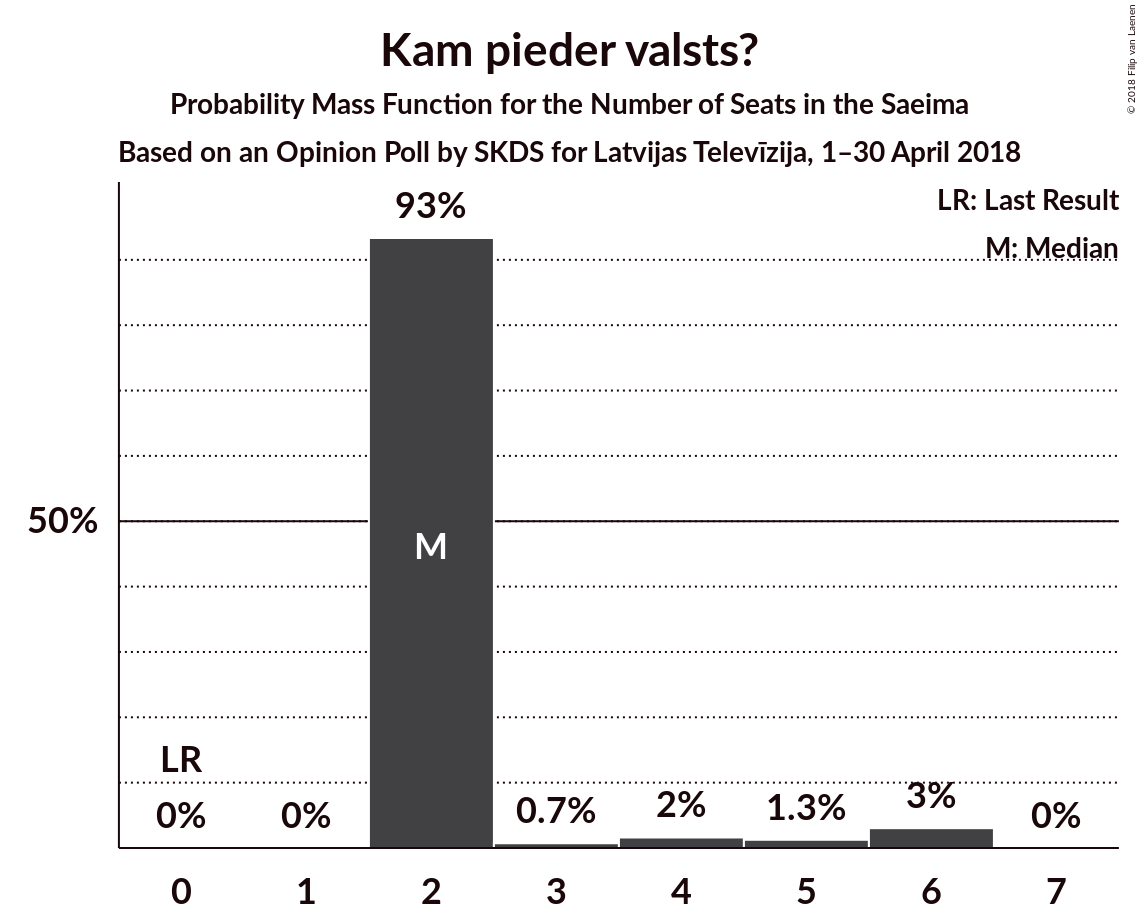 Kam pieder valsts?
Probability Mass Function for the Number of Seats in the Saeima
Based on an Opinion Poll by SKDS for Latvijas Televīzija, 1–30 April 2018
© 2018 Filip van Laenen
LR: Last Result
M: Median
93%
50%
M
LR
0%
0%
0.7%
2%
1.3%
3%
0%
0 1 2 3 4 5 6 7